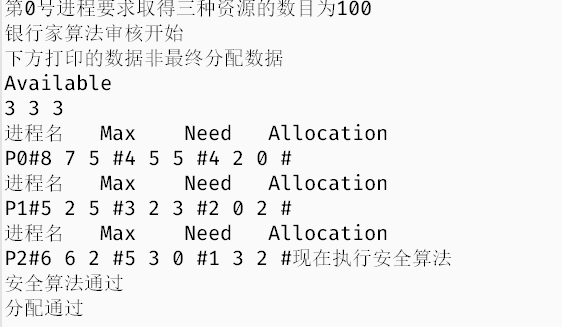 第0号进程要求取得三种资源的数目为100
银行家算法审核开始
下方打印的数据非最终分配数据
Available
3 3 3
进程名   Max    Need   Allocation
P0#8 7 5 #4 5 5 #4 2 0 #
进程名   Max    Need   Allocation
P1#5 2 5 #3 2 3 #2 0 2 #
进程名   Max    Need   Allocation
P2#6 6 2 #5 3 0 #1 3 2 #现在执行安全算法
安全算法通过
分配通过